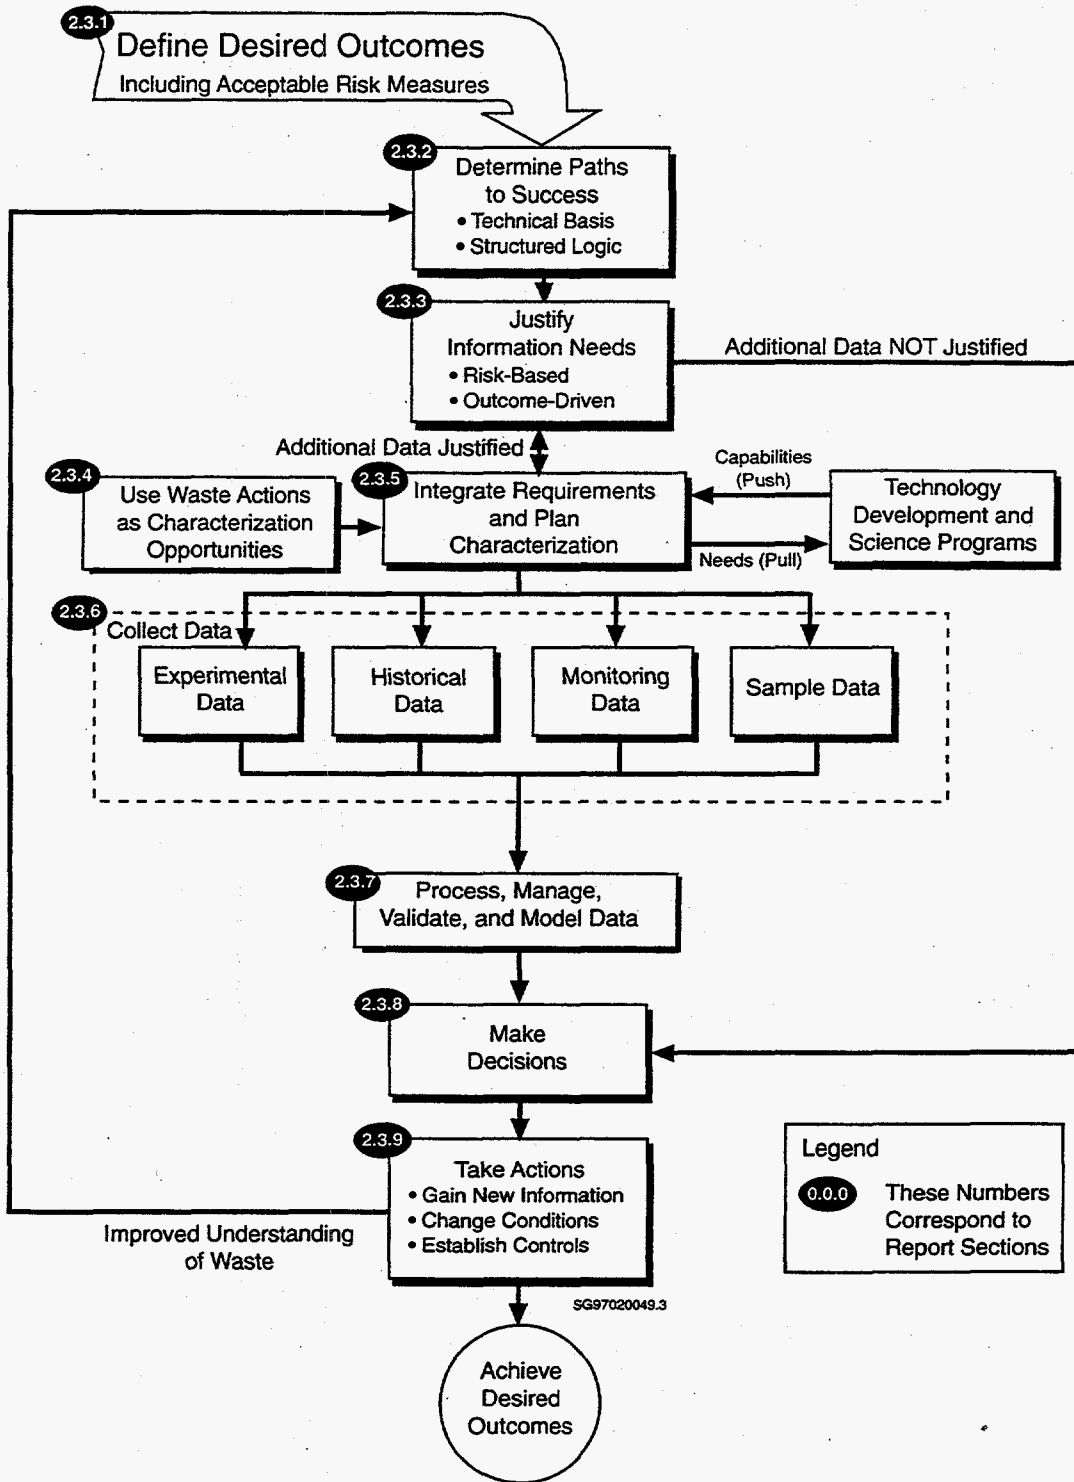 2.3.1
Define Desired Outcomes
Including Acceptable Risk Measures
2.3.2
Determine Paths
to Success
• Technical Basis
• Structured Logic
2.3.3
Justify
Information Needs
• Risk-Based
• Outcome-Driven
Additional Data NOT Justified
Additional Data Justified
2.3.4
Use Waste Actions
as Characterization
Opportunities
2.3.5
Integrate Requirements
and Plan
Characterization
Capabilities
(Push)
Needs (Pull)
Technology
Development and
Science Programs
2.3.6
Collect Data
Experimental
Data
Historical
Data
Monitoring
Data
Sample Data
2.3.7
Process, Manage,
Validate, and Model Data
2.3.8
Make
Decisions
2.3.9
Take Actions
• Gain New Information
• Change Conditions
• Establish Controls
Improved Understanding
of Waste
Legend
0.0.0
These Numbers
Correspond to
Report Sections
SG97020049.3
Achieve
Desired
Outcomes